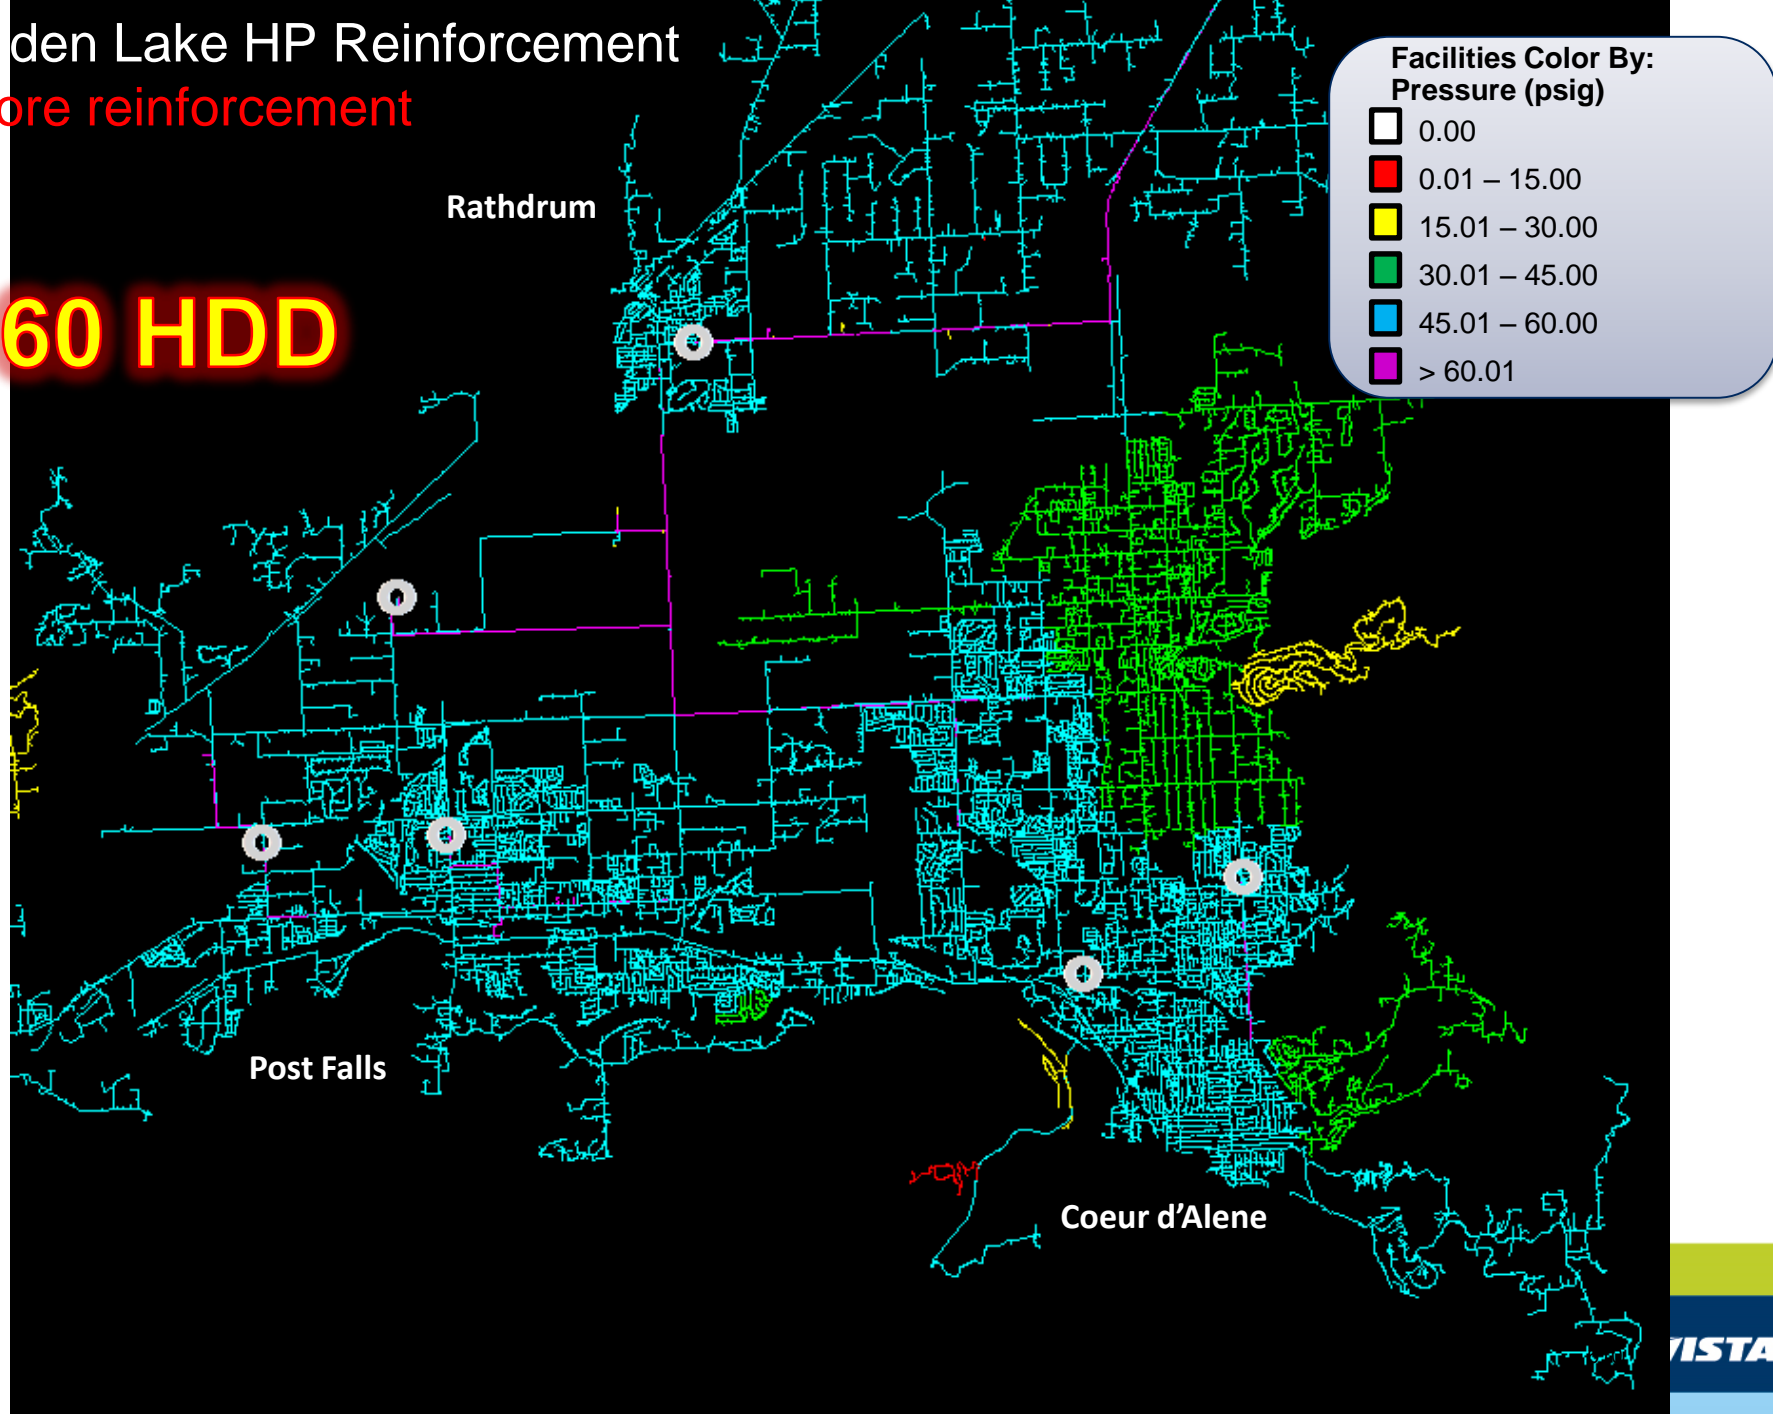 den Lake HP Reinforcement
ore reinforcement
60 HDD
Facilities Color By:
Pressure (psig)
0.00
0.01 – 15.00
15.01 – 30.00
30.01 – 45.00
45.01 – 60.00
> 60.01
Rathdrum
Post Falls
Coeur d’Alene
VISTA